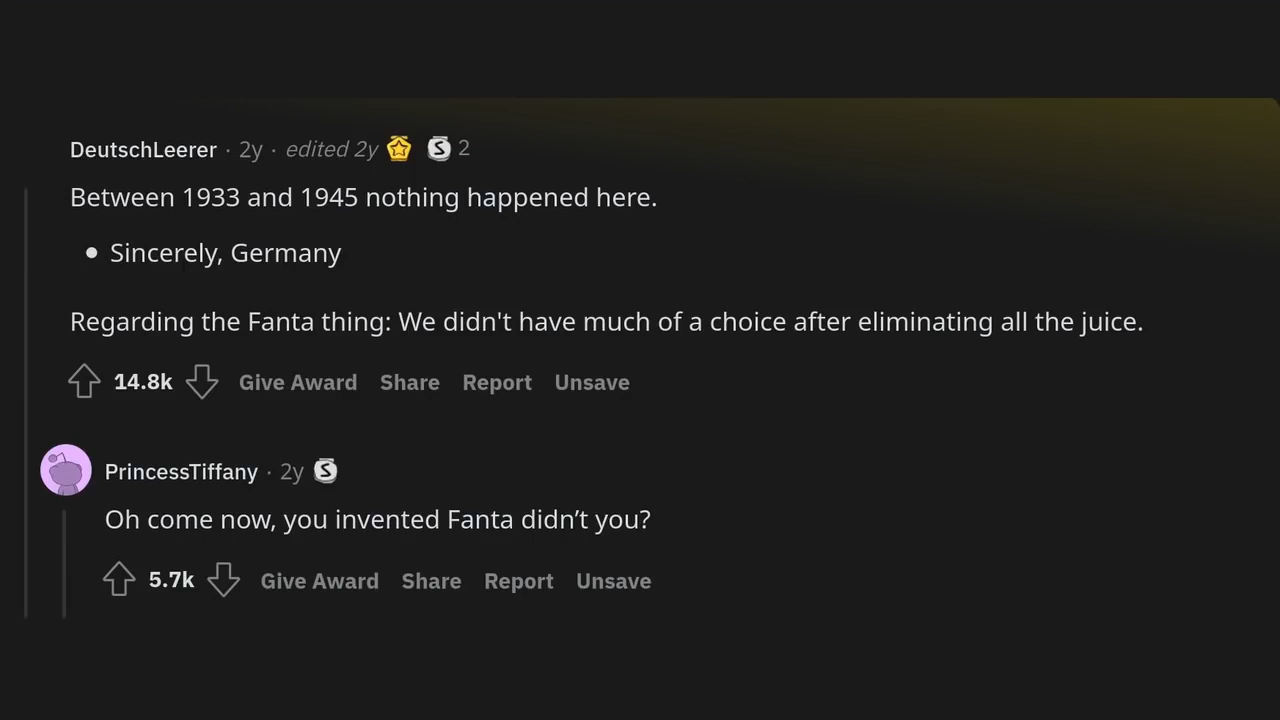 DeutschLeerer · 2y · edited 2y 2
Between 1933 and 1945 nothing happened here.
• Sincerely, Germany
Regarding the Fanta thing: We didn't have much of a choice after eliminating all the juice.
14.8k Give Award Share Report Unsave
PrincessTiffany · 2y
Oh come now, you invented Fanta didn’t you?
5.7k Give Award Share Report Unsave